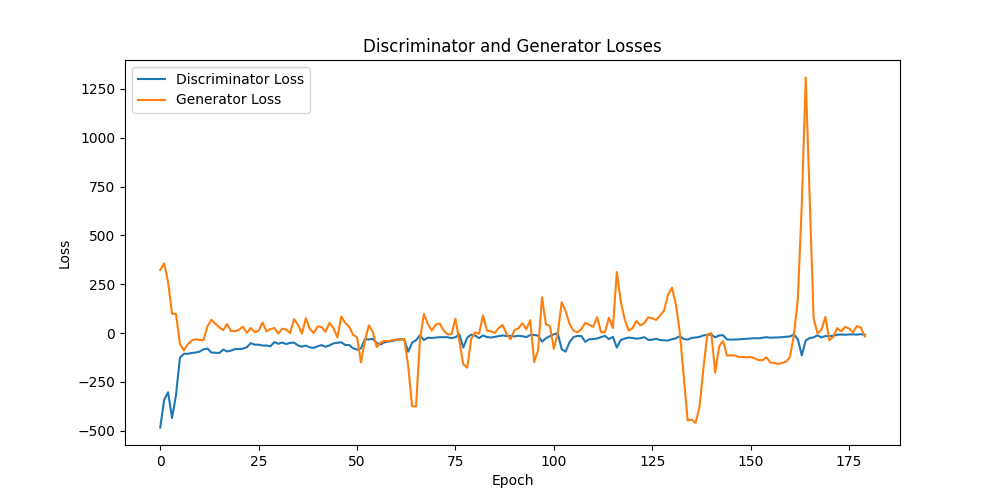 Discriminator and Generator Losses
Discriminator Loss
Generator Loss
1250
1000
750
500
250
0
−250
−500
Loss
0 25 50 75 100 125 150 175
Epoch